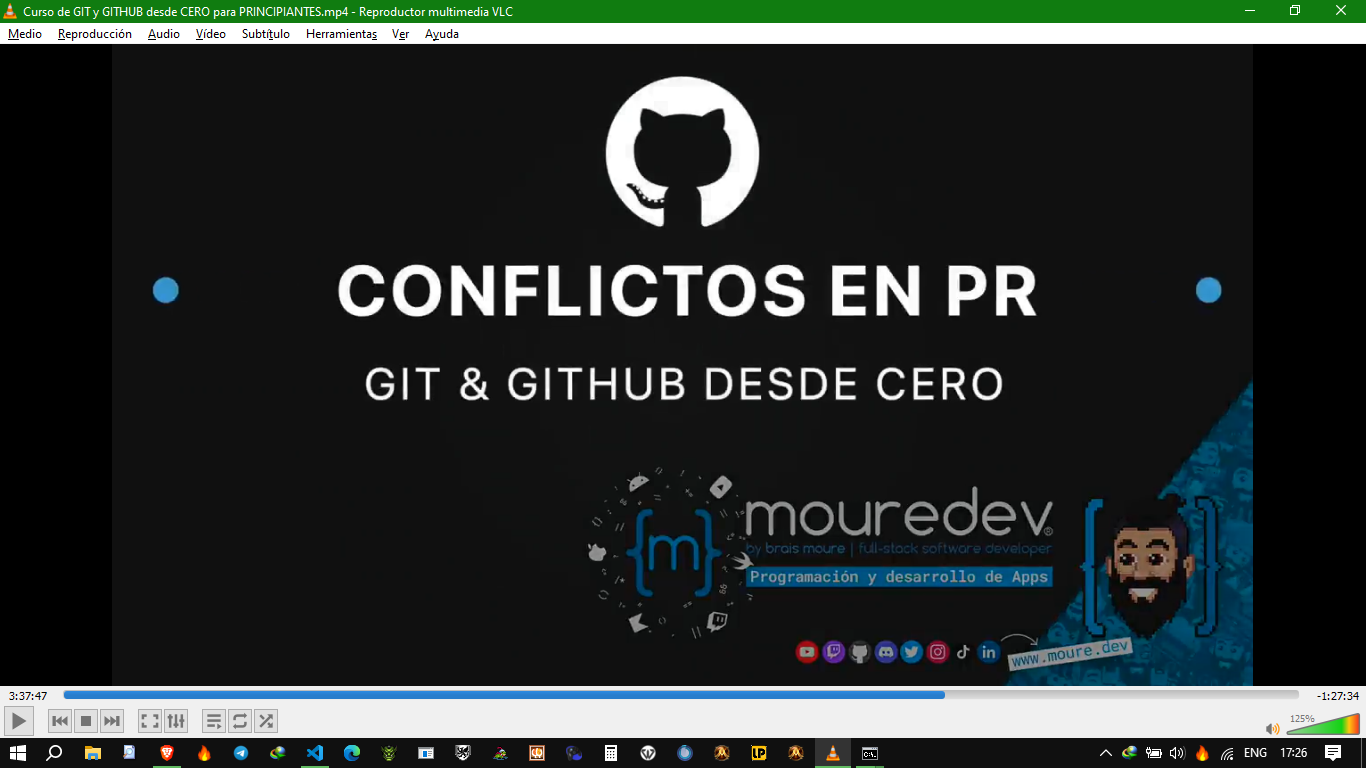 Curso de GIT y GITHUB desde CERO para PRINCIPIANTES.mp4 - Reproductor multimedia VLC
Medio Reproducción Audio Vídeo Subtítulo Herramientas Ver Ayuda
CONFLICTOS EN PR
GIT & GITHUB DESDE CERO
{m}
mouredev®
by brais moure | full-stack software developer
Programación y desarrollo de Apps
www.moure.dev
3:37:47
-1:27:34
125%
ENG 17:26